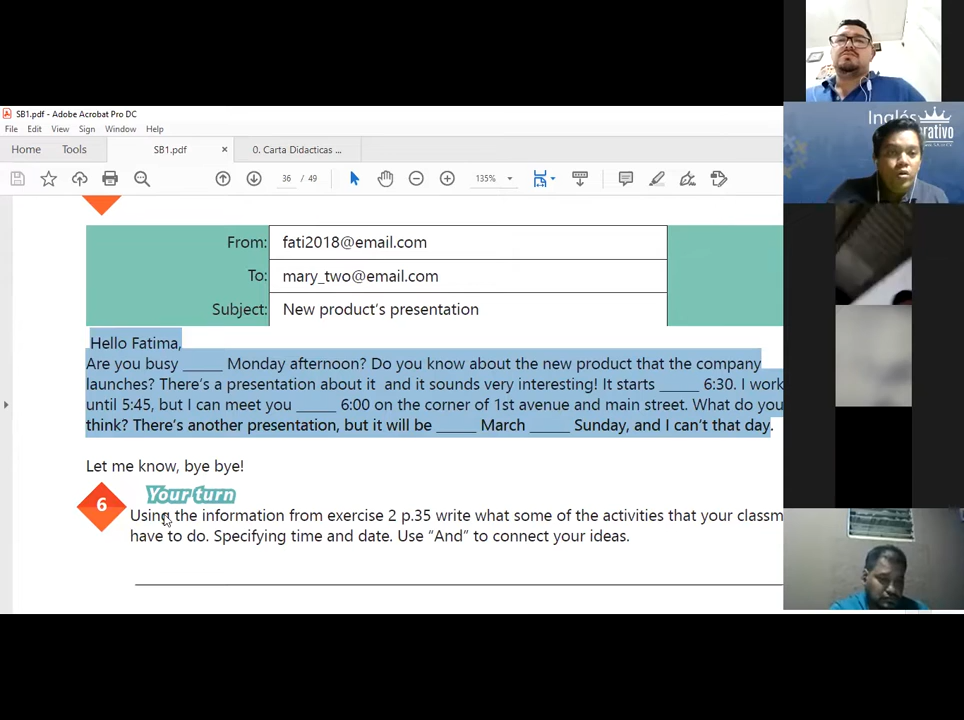 SB1.pdf - Adobe Acrobat Pro DC
File Edit View Sign Window Help
Home Tools SB1.pdf × 0. Carta Didacticas ...
36 / 49 135%
From: fati2018@email.com
To: mary_two@email.com
Subject: New product's presentation
Hello Fatima,
Are you busy _____ Monday afternoon? Do you know about the new product that the company
launches? There's a presentation about it and it sounds very interesting! It starts _____ 6:30. I work
until 5:45, but I can meet you _____ 6:00 on the corner of 1st avenue and main street. What do you
think? There's another presentation, but it will be _____ March _____ Sunday, and I can't that day.
Let me know, bye bye!
Your turn
6
Using the information from exercise 2 p.35 write what some of the activities that your classm
have to do. Specifying time and date. Use “And” to connect your ideas.
Inglés